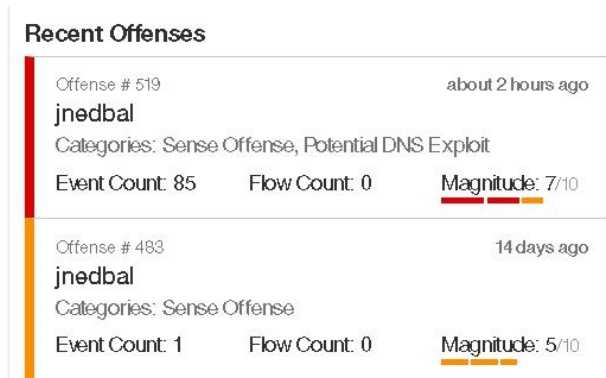 Recent Offenses
Offense # 519 about 2 hours ago
jnedbal
Categories: Sense Offense, Potential DNS Exploit
Event Count: 85 Flow Count: 0 Magnitude: 7/10
Offense # 483 14 days ago
jnedbal
Categories: Sense Offense
Event Count: 1 Flow Count: 0 Magnitude: 5/10